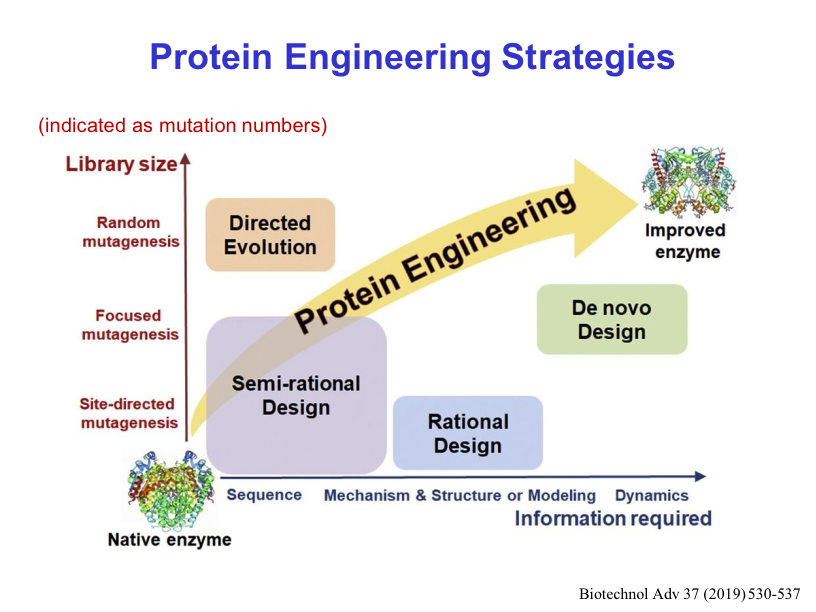 Protein Engineering Strategies
(indicated as mutation numbers)
Library size
Random
mutagenesis
Directed
Evolution
Protein Engineering
Improved
enzyme
Focused
mutagenesis
De novo
Design
Semi-rational
Design
Site-directed
mutagenesis
Rational
Design
Native enzyme
Sequence
Mechanism & Structure or Modeling
Dynamics
Information required
Biotechnol Adv 37 (2019)530-537